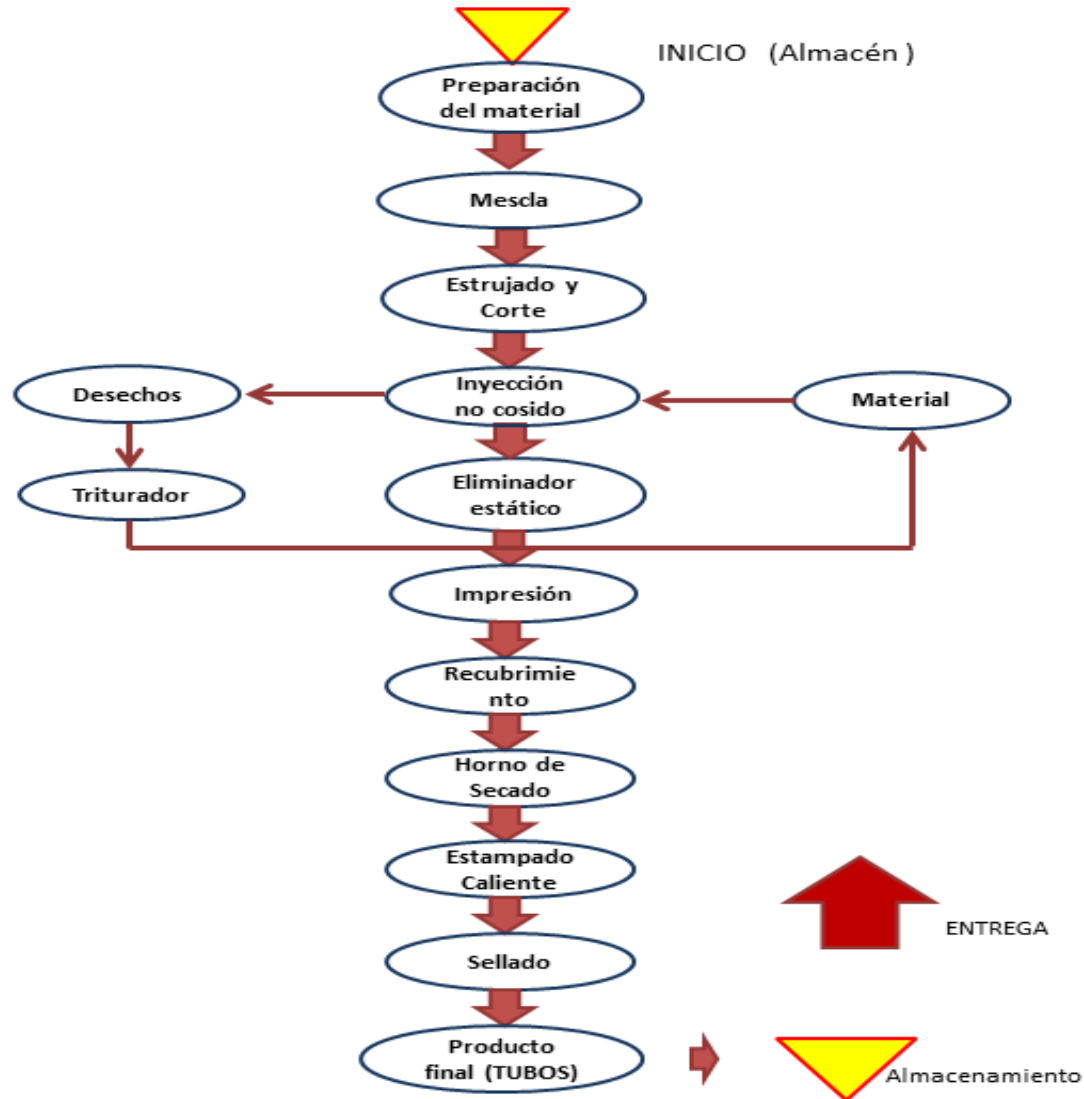 INICIO (Almacén )
Preparación
del material
Mescla
Estrujado y
Corte
Inyección
no cosido
Desechos
Material
Triturador
Eliminador
estático
Impresión
Recubrimie
nto
Horno de
Secado
Estampado
Caliente
ENTREGA
Sellado
Producto
final (TUBOS)
Almacenamiento